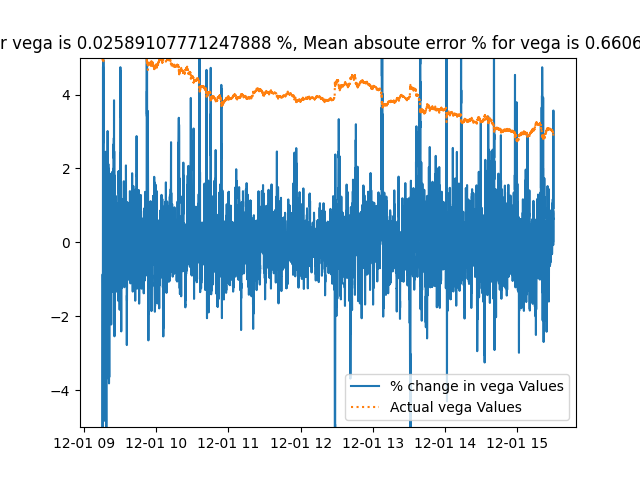 r vega is 0.02589107771247888 %, Mean absoute error % for vega is 0.6606
4
2
0
−2
−4
12-01 09 12-01 10 12-01 11 12-01 12 12-01 13 12-01 14 12-01 15
% change in vega Values
Actual vega Values